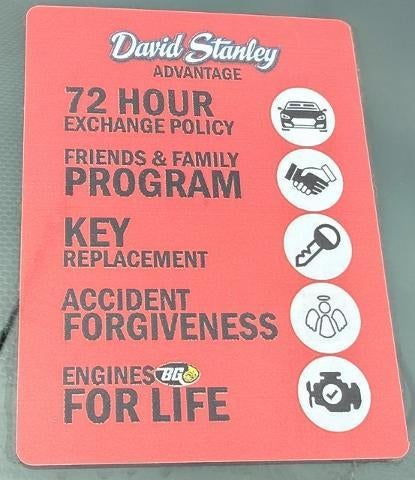 David Stanley
ADVANTAGE
72 HOUR
EXCHANGE POLICY
FRIENDS & FAMILY
PROGRAM
KEY
REPLACEMENT
ACCIDENT
FORGIVENESS
ENGINES BG
FOR LIFE